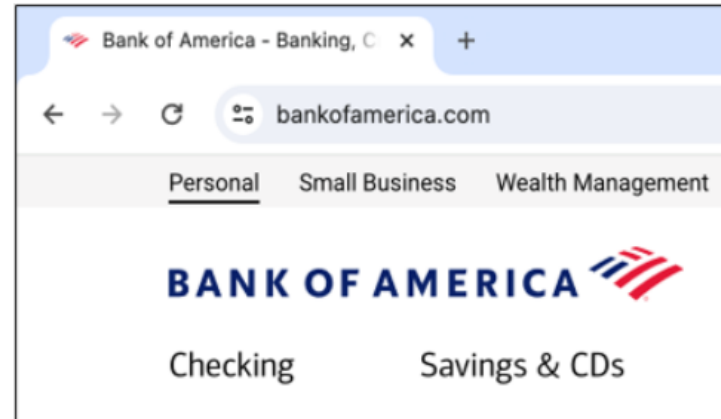 Bank of America - Banking, C
bankofamerica.com
Personal Small Business Wealth Management
BANK OF AMERICA
Checking Savings & CDs